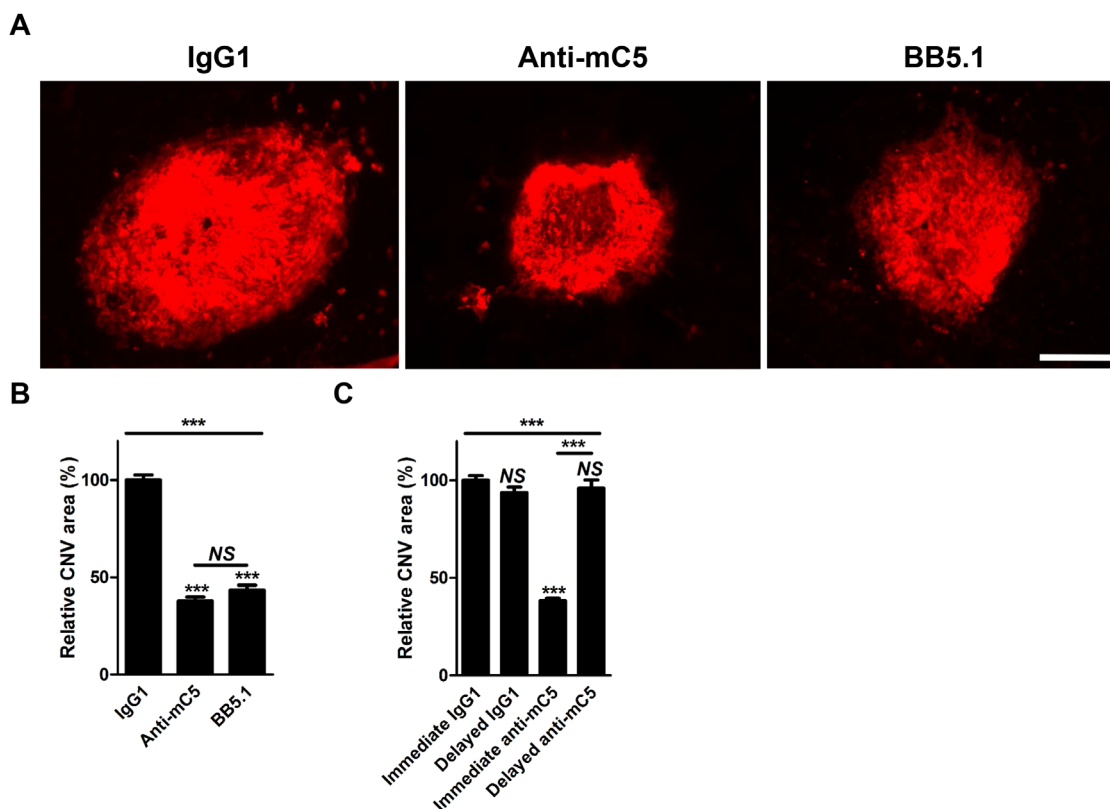 A
IgG1 Anti-mC5 BB5.1
B
***
Relative CNV area (%)
100
50
0
NS
***
***
IgG1
Anti-mC5
BB5.1
C
***
***
Relative CNV area (%)
100
50
0
NS
***
NS
Immediate IgG1
Delayed IgG1
Immediate anti-mC5
Delayed anti-mC5